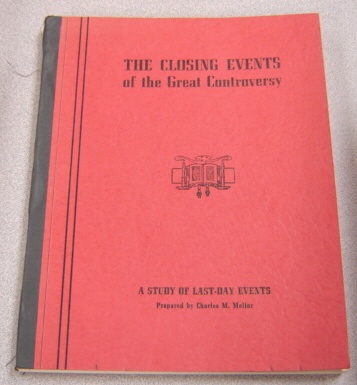 THE CLOSING EVENTS
of the Great Controversy
A STUDY OF LAST-DAY EVENTS
Prepared by Charles M. Mellor